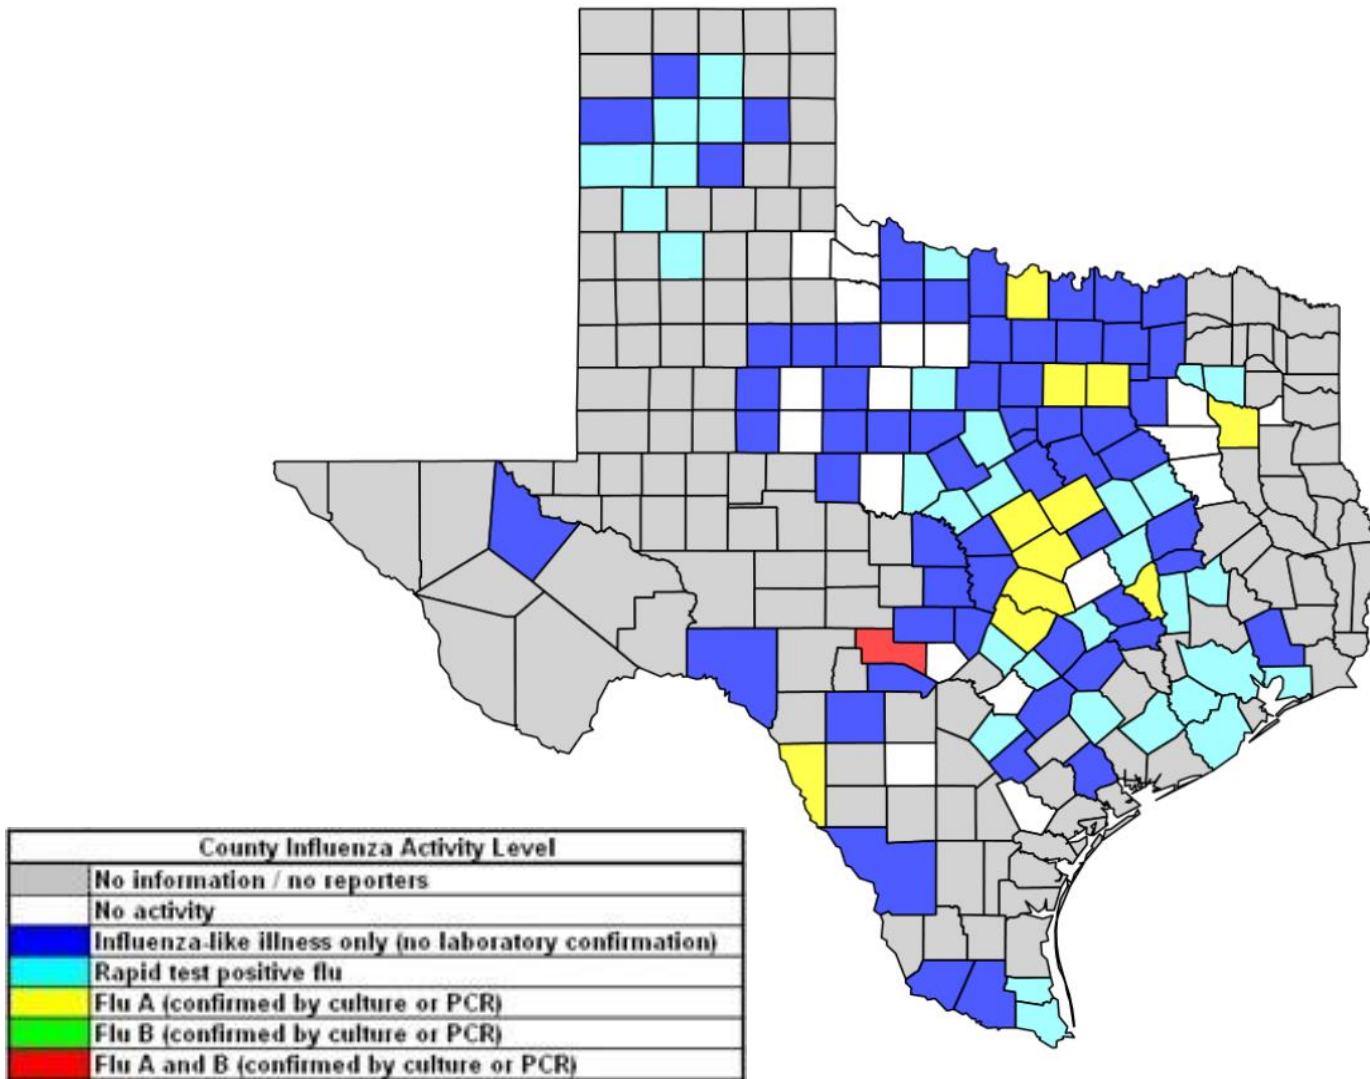 County Influenza Activity Level
No information / no reporters
No activity
Influenza-like illness only (no laboratory confirmation)
Rapid test positive flu
Flu A (confirmed by culture or PCR)
Flu B (confirmed by culture or PCR)
Flu A and B (confirmed by culture or PCR)